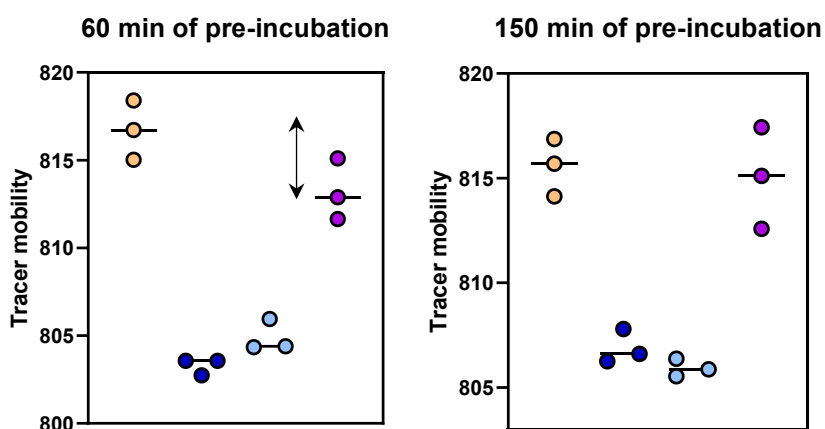 60 min of pre-incubation
150 min of pre-incubation
Tracer mobility
820
815
810
805
800
Tracer mobility
820
815
810
805